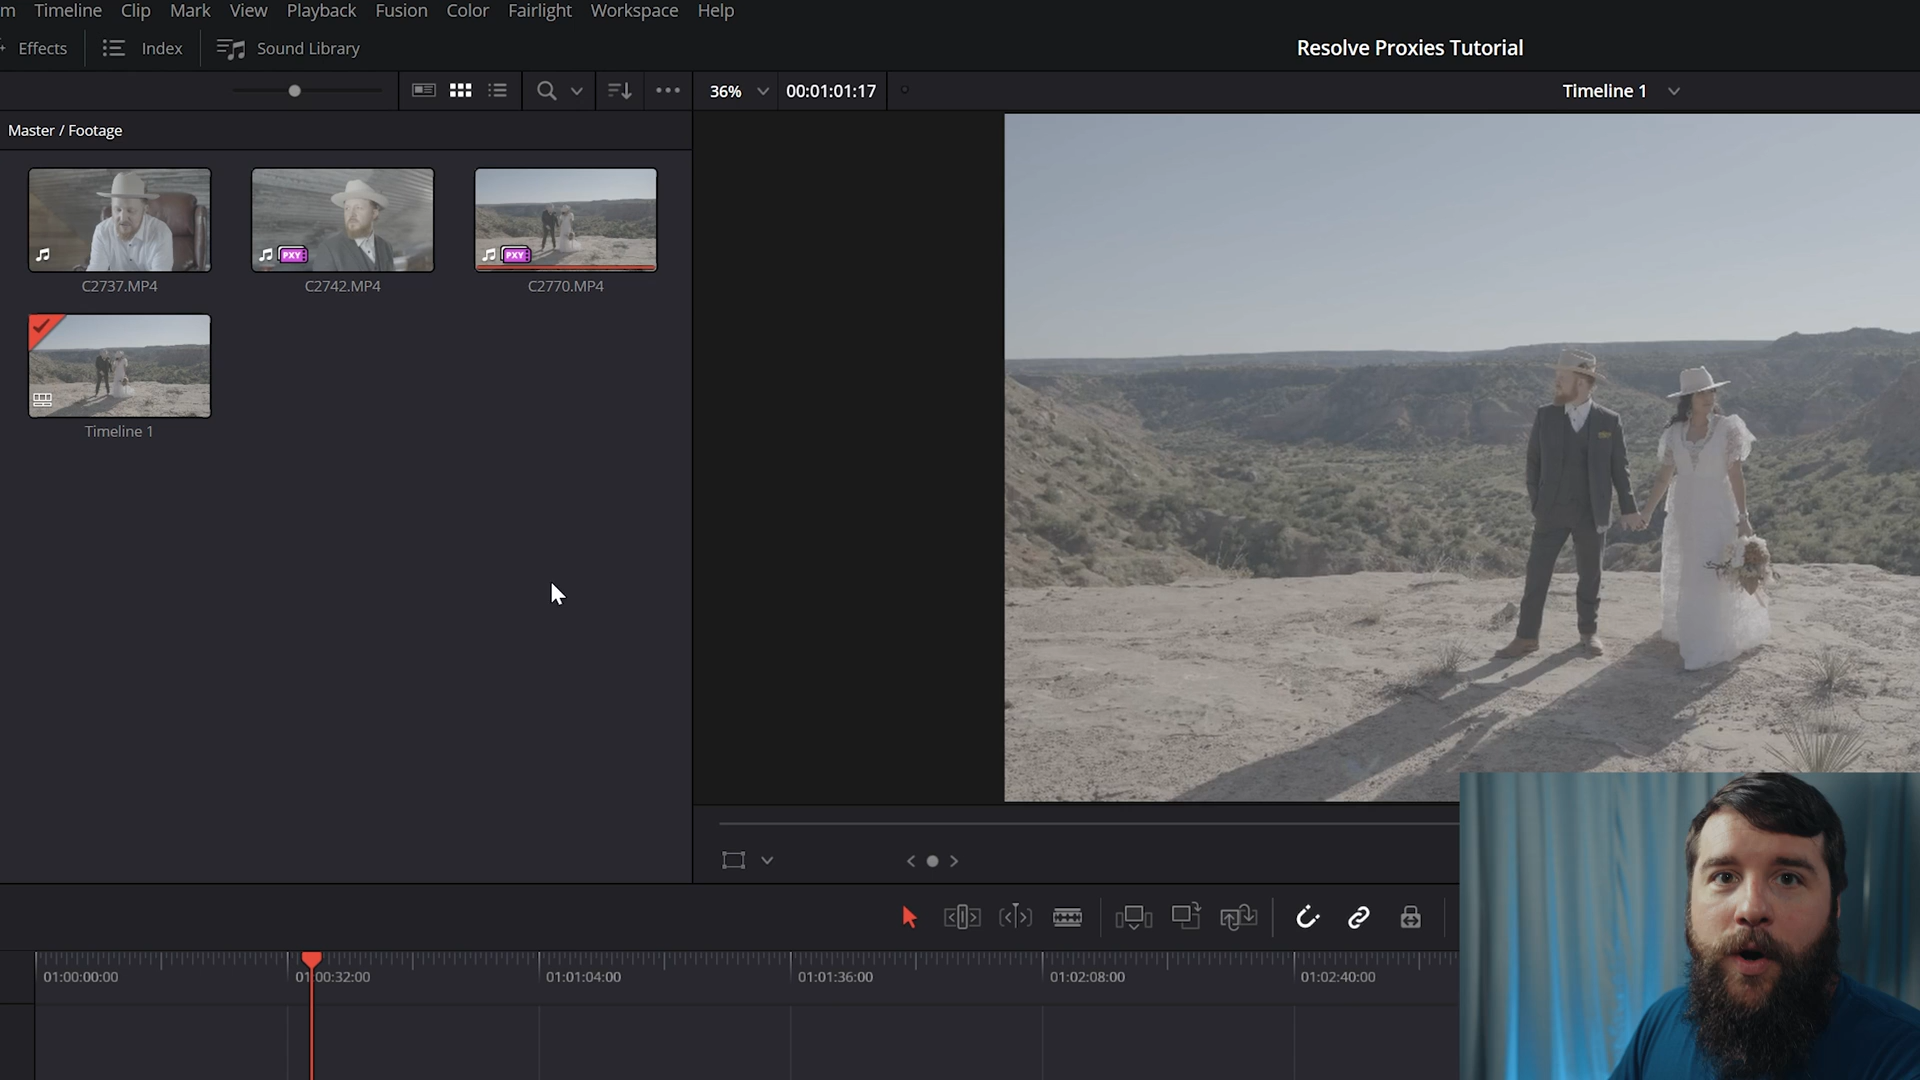 m Timeline Clip Mark View Playback Fusion Color Fairlight Workspace Help
Effects Index Sound Library Resolve Proxies Tutorial
36% 00:01:01:17 Timeline 1
Master / Footage
PXY PXY
C2737.MP4 C2742.MP4 C2770.MP4
Timeline 1
01:00:00:00 01:00:32:00 01:01:04:00 01:01:36:00 01:02:08:00 01:02:40:00